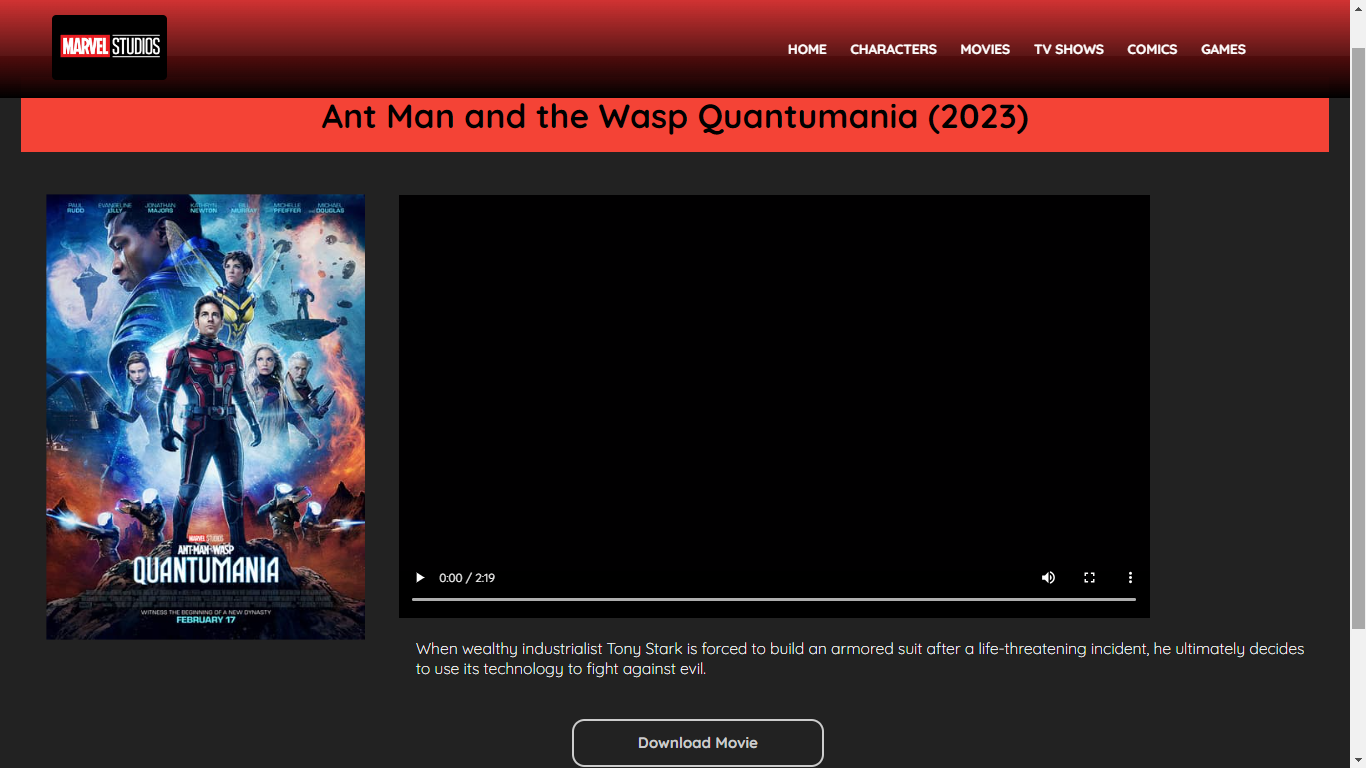 MARVEL STUDIOS
HOME CHARACTERS MOVIES TV SHOWS COMICS GAMES
Ant Man and the Wasp Quantumania (2023)
PAUL RUDD EVANGELINE LILLY JONATHAN MAJORS KATHRYN NEWTON BILL MURRAY MICHELLE PFEIFFER MICHAEL DOUGLAS
MARVEL STUDIOS
ANT-MAN AND THE WASP
QUANTUMANIA
WITNESS THE BEGINNING OF A NEW DYNASTY
FEBRUARY 17
0:00 / 2:19
When wealthy industrialist Tony Stark is forced to build an armored suit after a life-threatening incident, he ultimately decides
to use its technology to fight against evil.
Download Movie